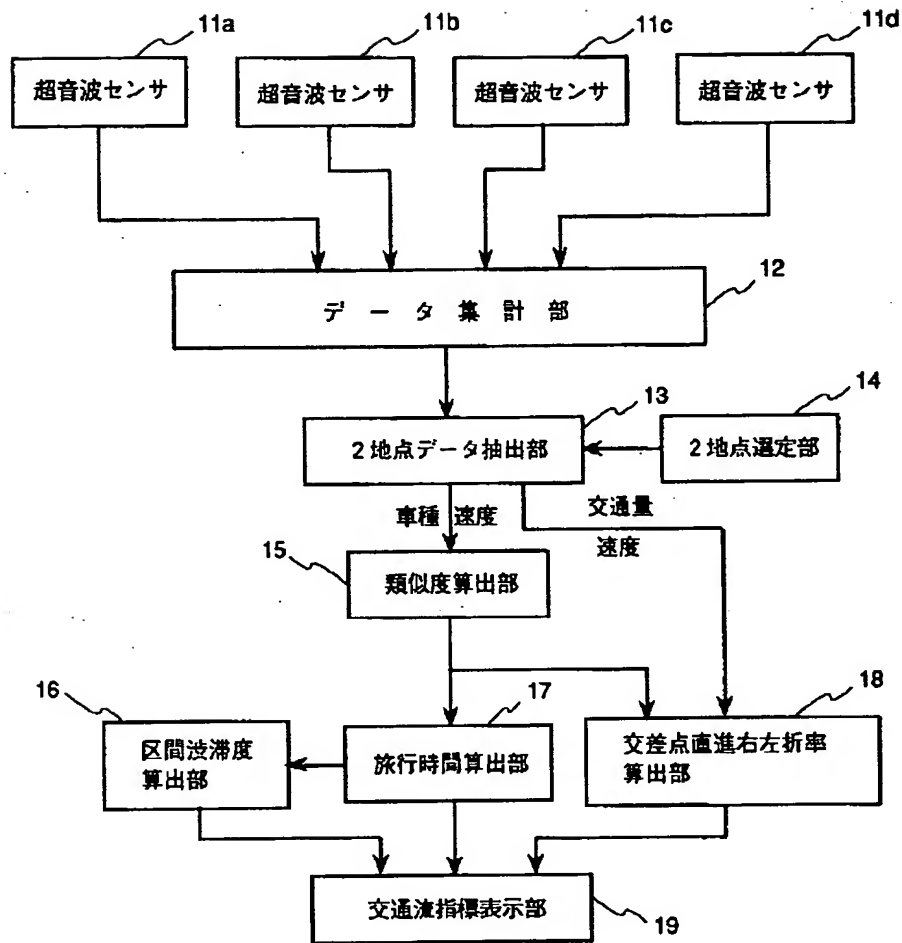 11a
11b
11c
11d
超音波センサ
超音波センサ
超音波センサ
超音波センサ
12
データ集計部
13
14
2地点データ抽出部
2地点選定部
車種 速度
交通量
速度
15
類似度算出部
16
17
18
区間渋滞度
算出部
旅行時間算出部
交差点直進右左折率
算出部
交通流指標表示部
19